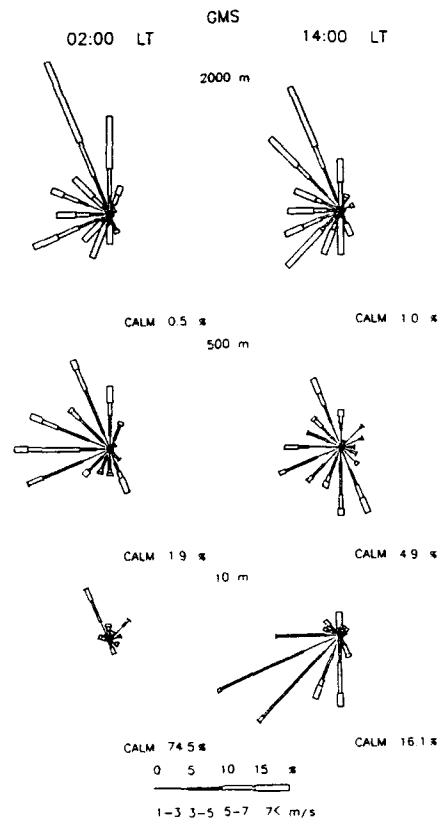 GMS
02:00 LT 14:00 LT
2000 m
CALM 0.5 % CALM 1.0 %
500 m
CALM 1.9 % CALM 4.9 %
10 m
CALM 74.5 % CALM 16.1 %
0 5 10 15 %
1-3 3-5 5-7 7< m/s